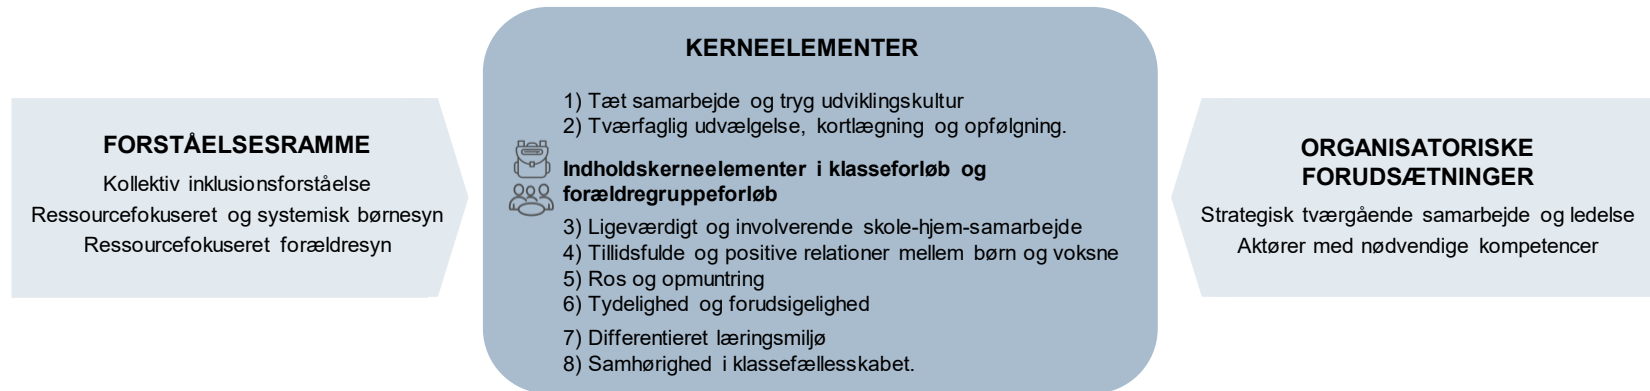 FORSTÅELSESRAMME
Kollektiv inklusionsforståelse
Ressourcefokuseret og systemisk børnesyn
Ressourcefokuseret forældresyn
KERNEELEMENTER
1) Tæt samarbejde og tryg udviklingskultur
2) Tværfaglig udvælgelse, kortlægning og opfølgning.
Indholdskerneelementer i klasseforløb og
forældregruppeforløb
3) Ligeværdigt og involverende skole-hjem-samarbejde
4) Tillidsfulde og positive relationer mellem børn og voksne
5) Ros og opmuntring
6) Tydelighed og forudsigelighed
7) Differentieret læringsmiljø
8) Samhørighed i klassefællesskabet.
ORGANISATORISKE
FORUDSÆTNINGER
Strategisk tværgående samarbejde og ledelse
Aktører med nødvendige kompetencer